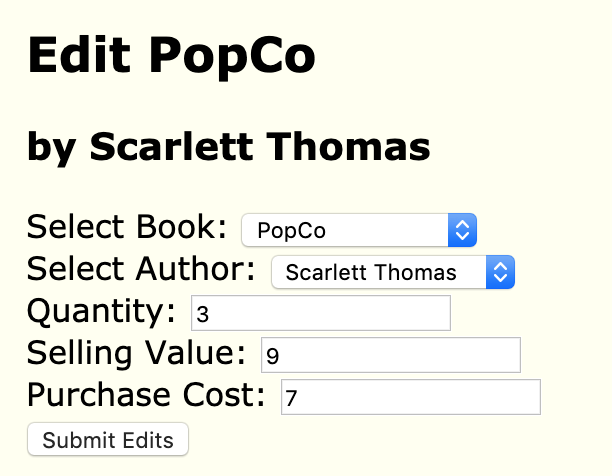 Edit PopCo
by Scarlett Thomas
Select Book: PopCo
Select Author: Scarlett Thomas
Quantity: 3
Selling Value: 9
Purchase Cost: 7
Submit Edits